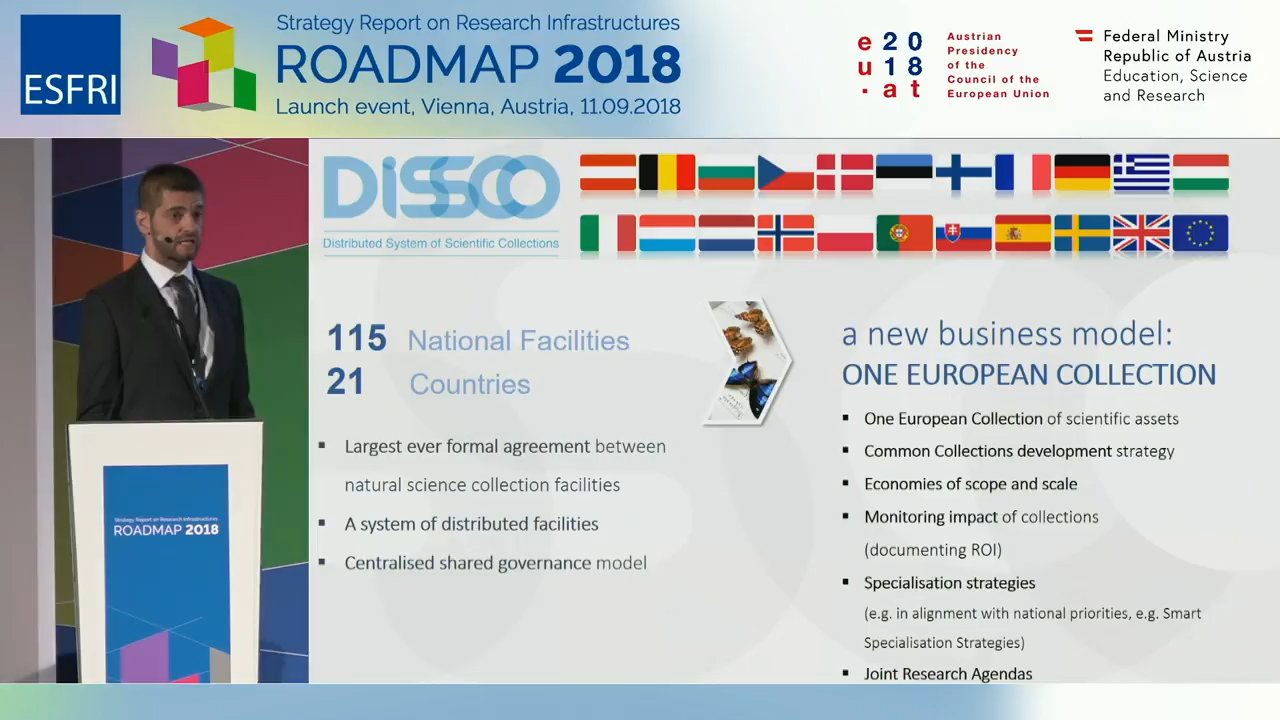 ESFRI
Strategy Report on Research Infrastructures
ROADMAP 2018
Launch event, Vienna, Austria, 11.09.2018
e 20
u 18
. a t
Austrian
Presidency
of the
Council of the
European Union
Federal Ministry
Republic of Austria
Education, Science
and Research
DiSSCO
Distributed System of Scientific Collections
115 National Facilities
21 Countries
▪ Largest ever formal agreement between
natural science collection facilities
▪ A system of distributed facilities
▪ Centralised shared governance model
a new business model:
ONE EUROPEAN COLLECTION
▪ One European Collection of scientific assets
▪ Common Collections development strategy
▪ Economies of scope and scale
▪ Monitoring impact of collections
(documenting ROI)
▪ Specialisation strategies
(e.g. in alignment with national priorities, e.g. Smart
Specialisation Strategies)
▪ Joint Research Agendas
Strategy Report on Research Infrastructures
ROADMAP 2018